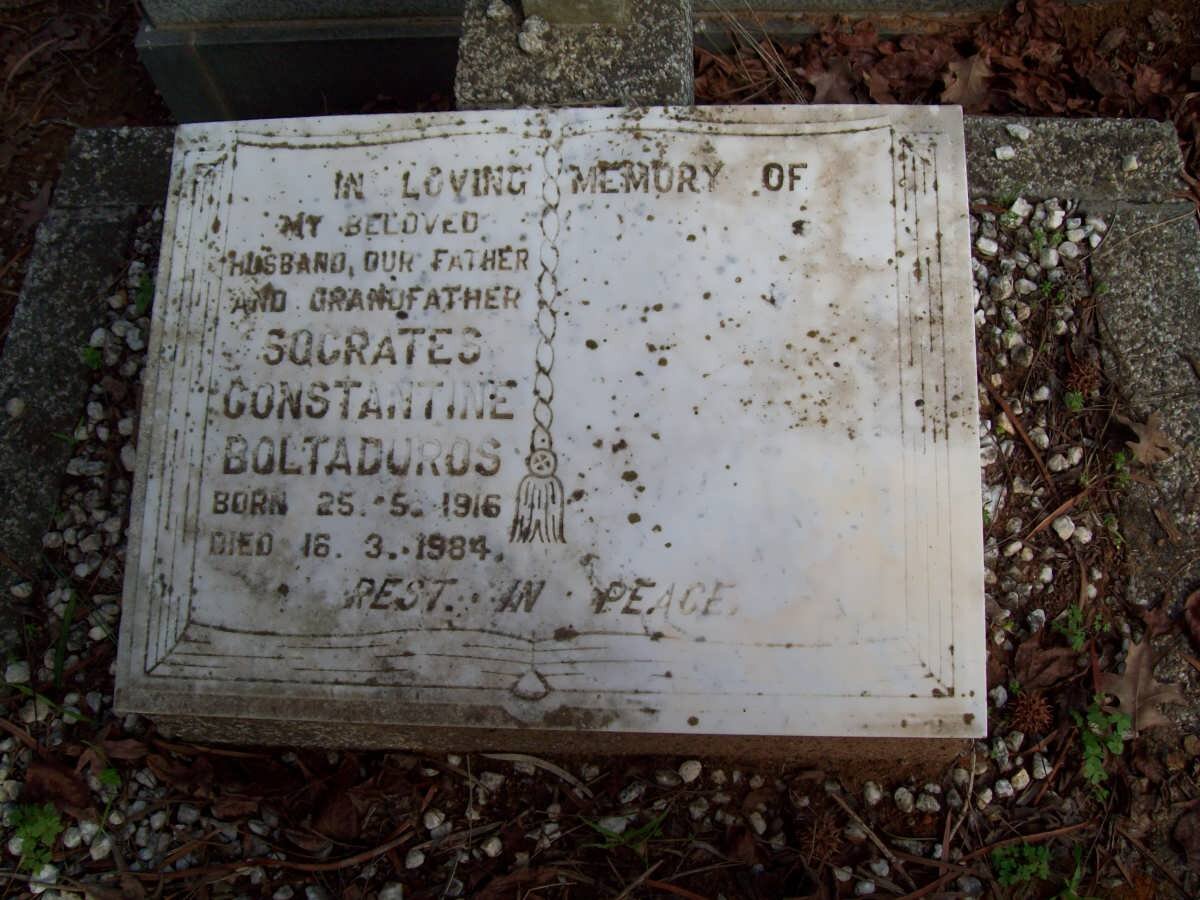 IN LOVING MEMORY OF
MY BELOVED
HUSBAND, OUR FATHER
AND GRANDFATHER
SOCRATES
CONSTANTINE
BOLTADUROS
BORN 25. 5. 1916
DIED 16. 3. 1984.
REST IN PEACE.